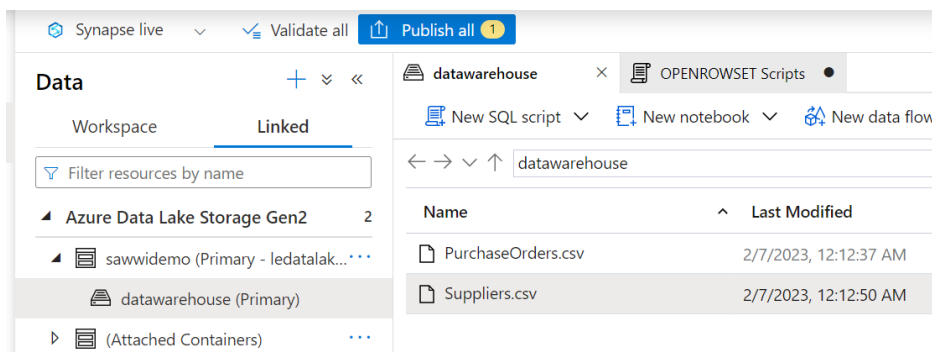 Synapse live
Validate all
Publish all 1
Data
datawarehouse
OPENROWSET Scripts
Workspace
Linked
New SQL script
New notebook
New data flow
Filter resources by name
datawarehouse
Azure Data Lake Storage Gen2 2
Name
Last Modified
sawwidemo (Primary - ledatalak...
PurchaseOrders.csv
2/7/2023, 12:12:37 AM
datawarehouse (Primary)
Suppliers.csv
2/7/2023, 12:12:50 AM
(Attached Containers)